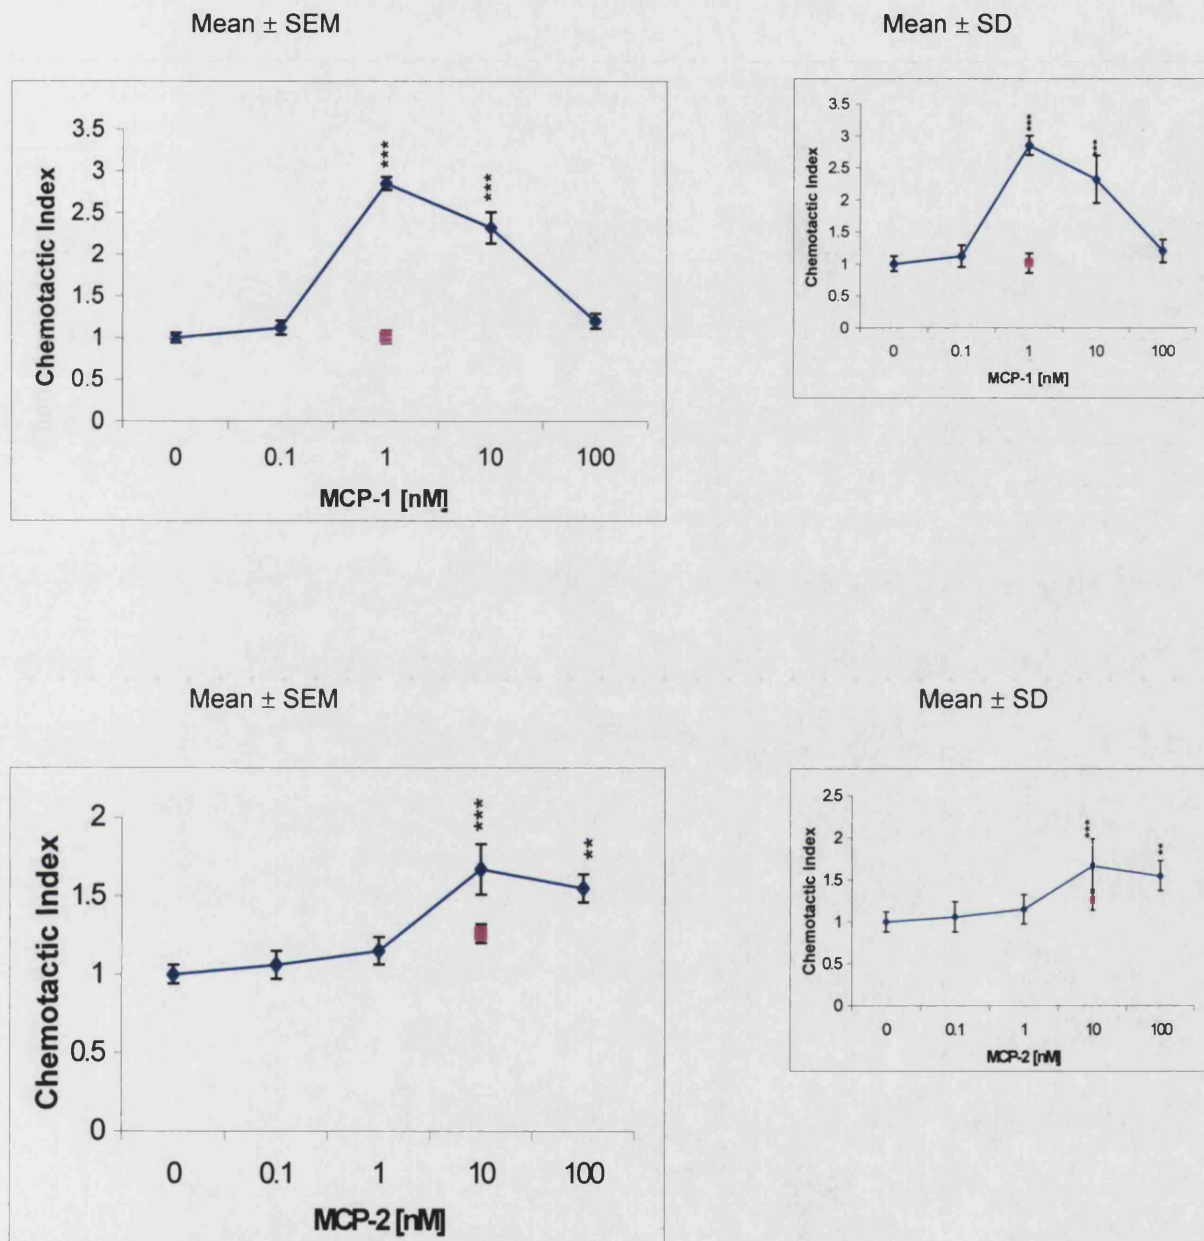 Mean ± SEM
Mean ± SD
Chemotactic Index
3.5
3
2.5
2
1.5
1
0.5
0
***
***
0 0.1 1 10 100
MCP-1 [nM]
Chemotactic Index
3.5
3
2.5
2
1.5
1
0.5
0
***
***
0 0.1 1 10 100
MCP-1 [nM]
Mean ± SEM
Mean ± SD
Chemotactic Index
2
1.5
1
0.5
0
***
**
0 0.1 1 10 100
MCP-2 [nM]
Chemotactic Index
2.5
2
1.5
1
0.5
0
***
**
0 0.1 1 10 100
MCP-2 [nM]